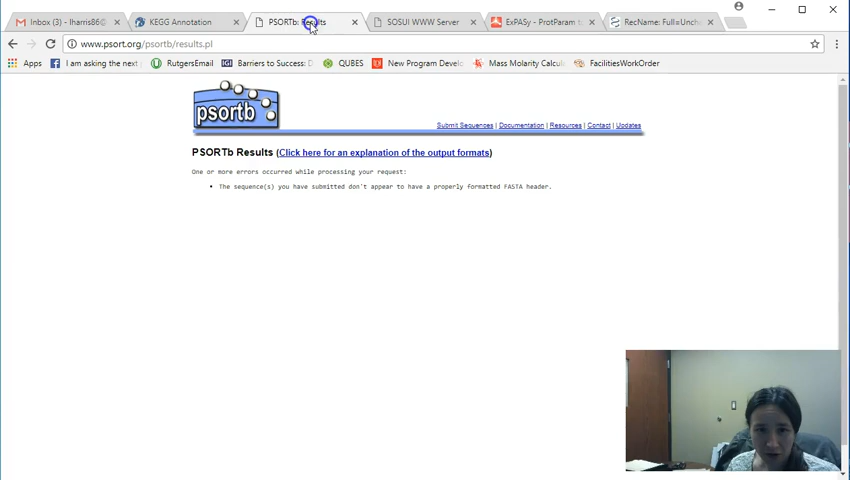 Inbox (3) - lharris86@
KEGG Annotation
PSORTb: Results
SOSUI WWW Server
ExPASy - ProtParam t
RecName: Full=Unch
www.psort.org/psortb/results.pl
Apps
I am asking the next
RutgersEmail
Barriers to Success: D
QUBES
New Program Develo
Mass Molarity Calcul
FacilitiesWorkOrder
psortb
Submit Sequences | Documentation | Resources | Contact | Updates
PSORTb Results (Click here for an explanation of the output formats)
One or more errors occurred while processing your request:
• The sequence(s) you have submitted don't appear to have a properly formatted FASTA header.